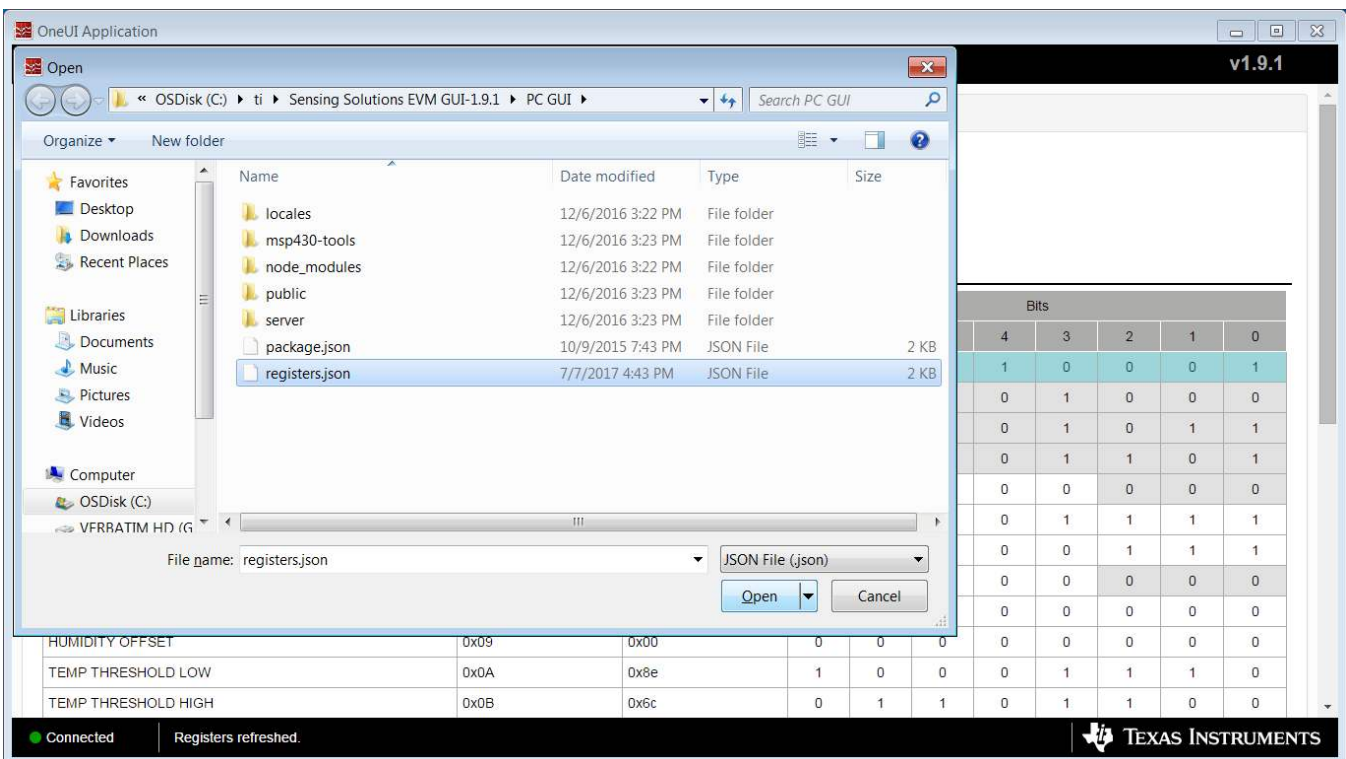 OneUI Application
v1.9.1
Open
« OSDisk (C:) ▸ ti ▸ Sensing Solutions EVM GUI-1.9.1 ▸ PC GUI ▸
Search PC GUI
Organize
New folder
Favorites
Desktop
Downloads
Recent Places
Libraries
Documents
Music
Pictures
Videos
Computer
OSDisk (C:)
VERBATIM HD (G
Name Date modified Type Size
locales 12/6/2016 3:22 PM File folder
msp430-tools 12/6/2016 3:23 PM File folder
node_modules 12/6/2016 3:22 PM File folder
public 12/6/2016 3:23 PM File folder
server 12/6/2016 3:23 PM File folder
package.json 10/9/2015 7:43 PM JSON File 2 KB
registers.json 7/7/2017 4:43 PM JSON File 2 KB
File name: registers.json
JSON File (.json)
Open
Cancel
Bits
4 3 2 1 0
1 0 0 0 1
0 1 0 0 0
0 1 0 1 1
0 1 1 0 1
0 0 0 0 0
0 1 1 1 1
0 0 1 1 1
0 0 0 0 0
0 0 0 0 0
HUMIDITY OFFSET 0x09 0x00 0 0 0 0 0 0 0 0
TEMP THRESHOLD LOW 0x0A 0x8e 1 0 0 0 1 1 1 0
TEMP THRESHOLD HIGH 0x0B 0x6c 0 1 1 0 1 1 0 0
Connected
Registers refreshed.
TEXAS INSTRUMENTS